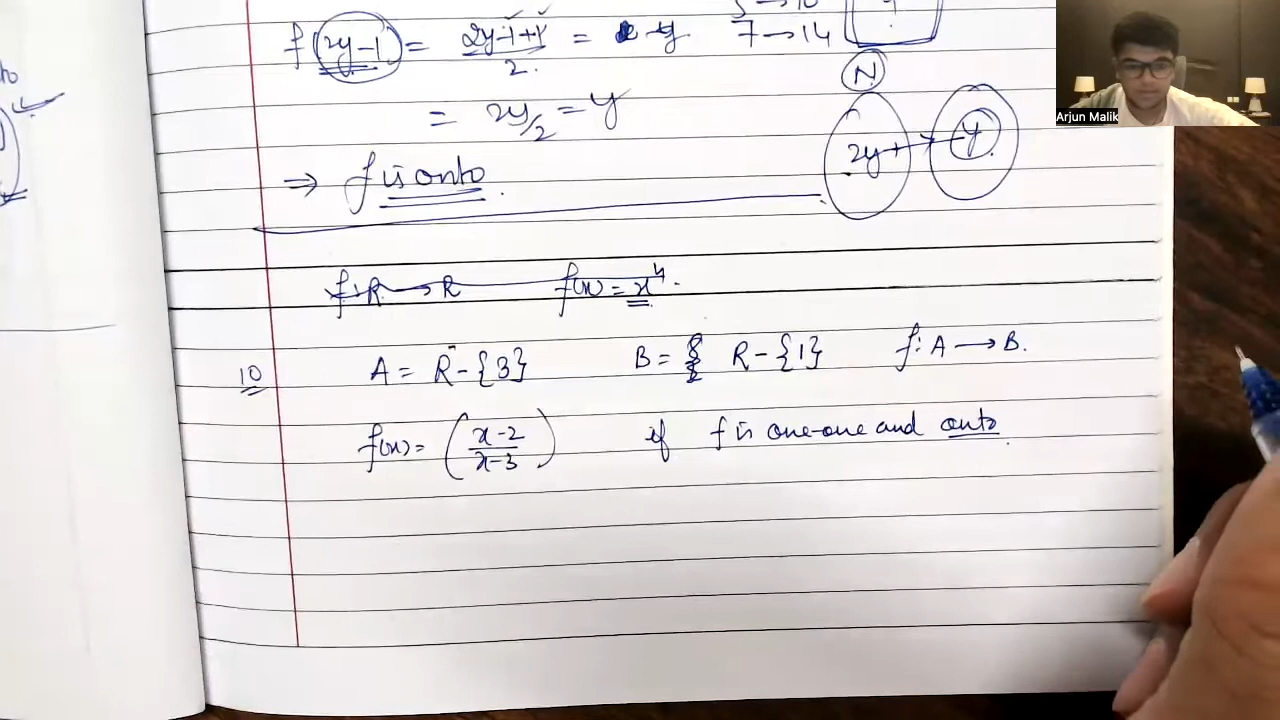 f(2y-1) = 2y-1+1/2. = y
7→14
N
= 2y/2 = y
2y+ → y
⇒ f is onto.
f: R → R f(x) = x⁴.
10 A = R-{3} B = R-{1} f: A → B.
f(x) = (x-2/x-3) if f is one-one and onto.
Arjun Malik